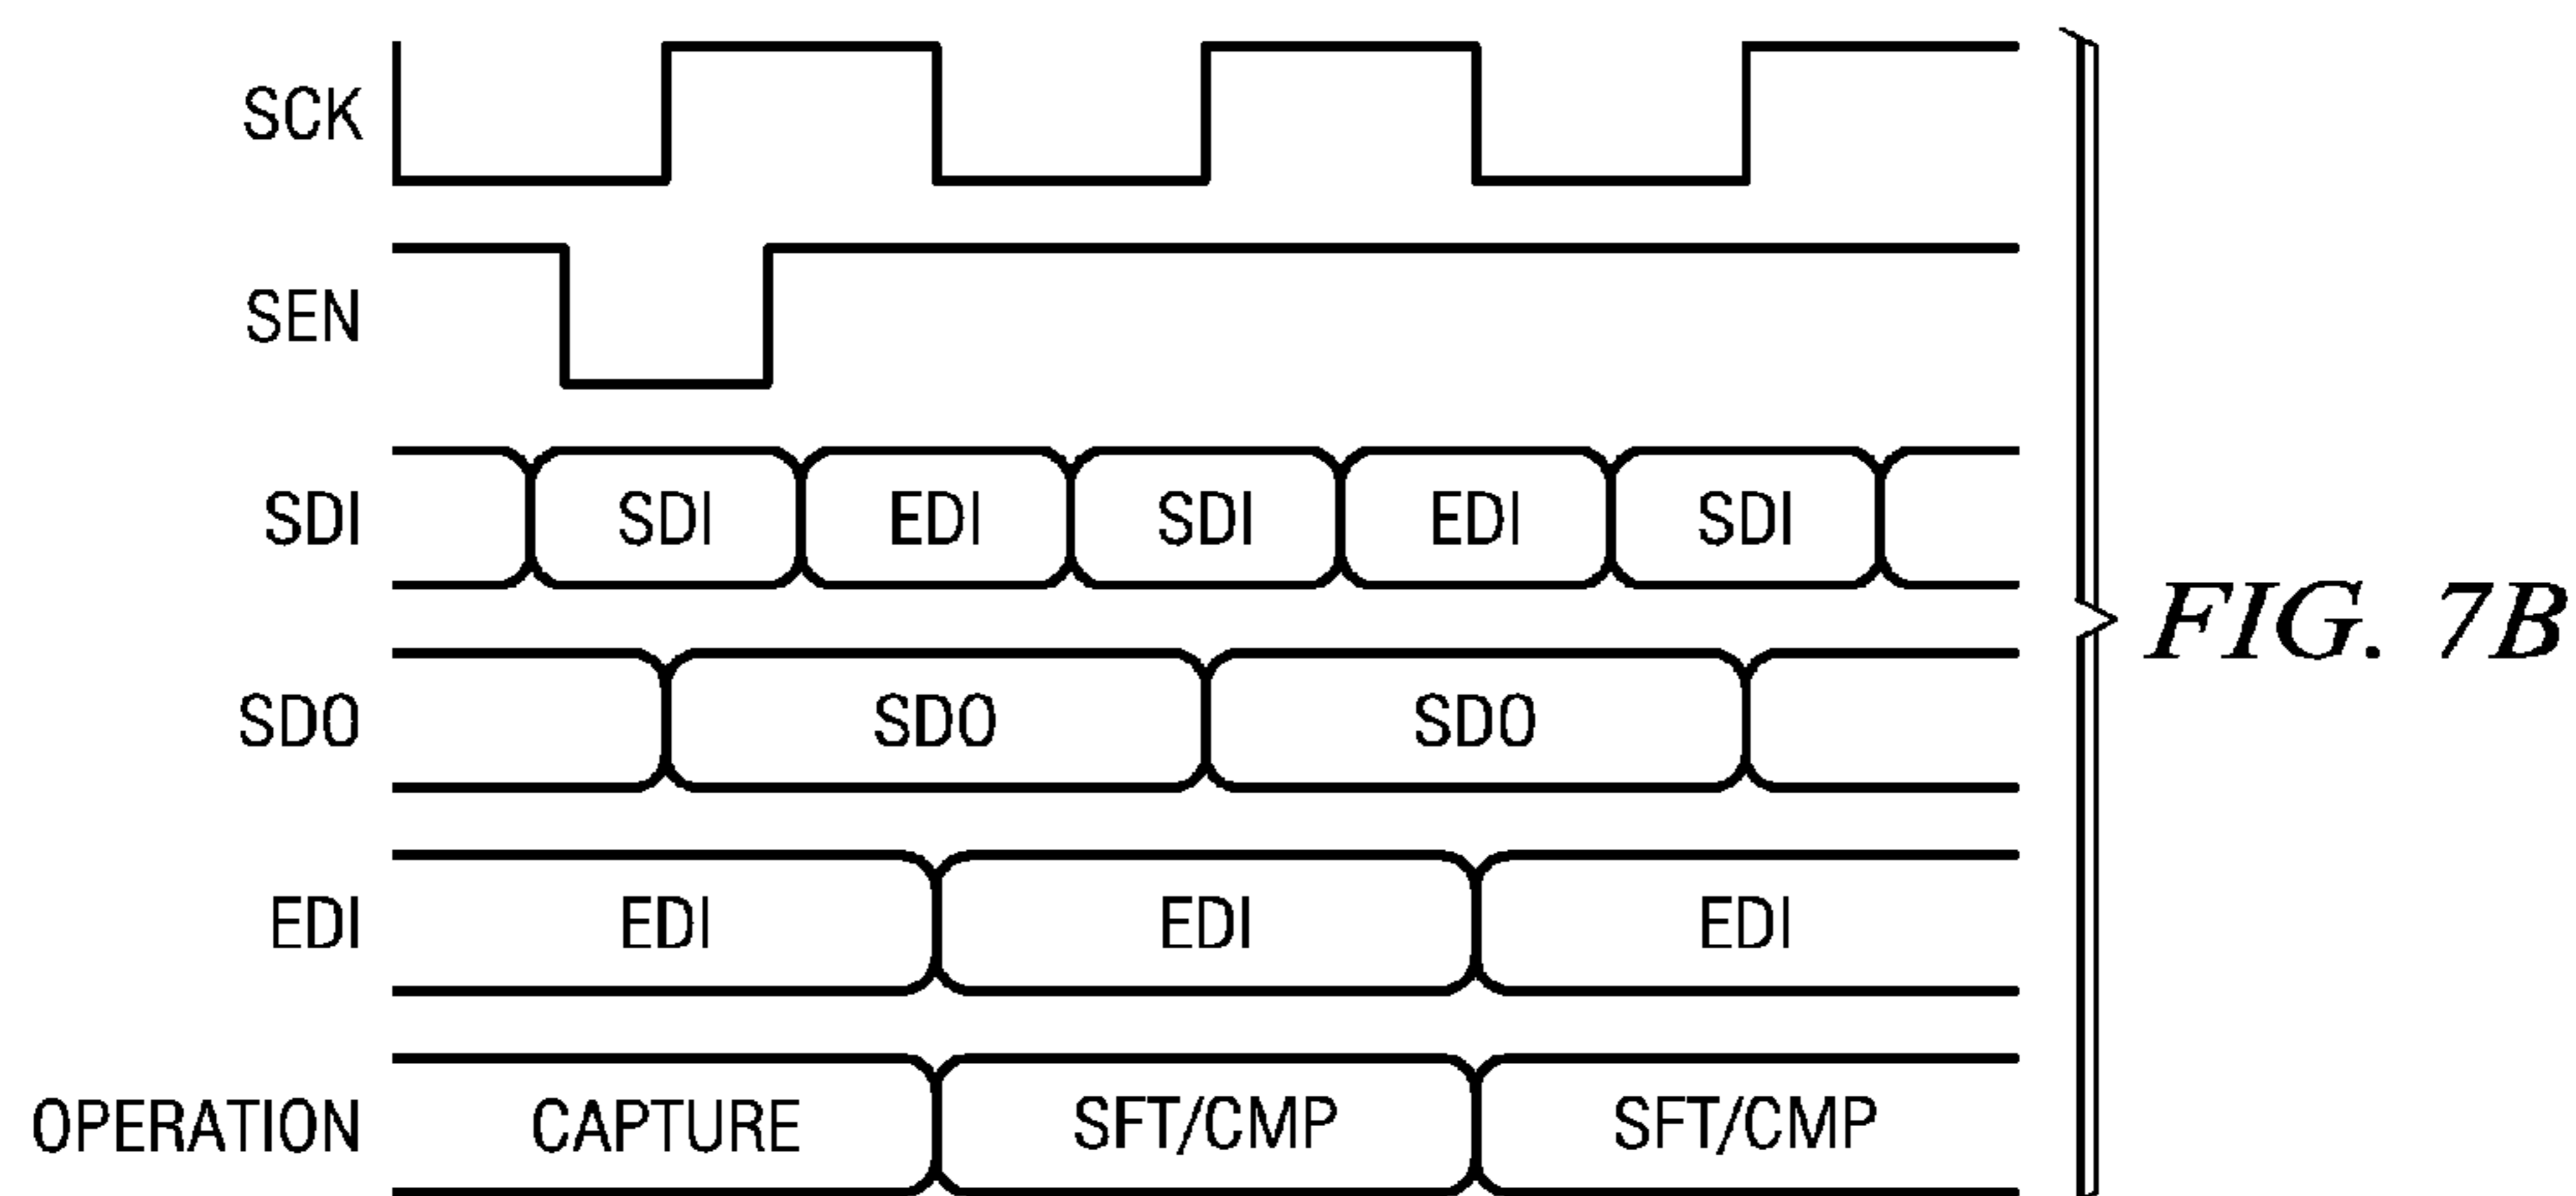 SCK
SEN
SDI SDI EDI SDI EDI SDI
SDO SDO SDO
EDI EDI EDI EDI
OPERATION CAPTURE SFT/CMP SFT/CMP
FIG. 7B